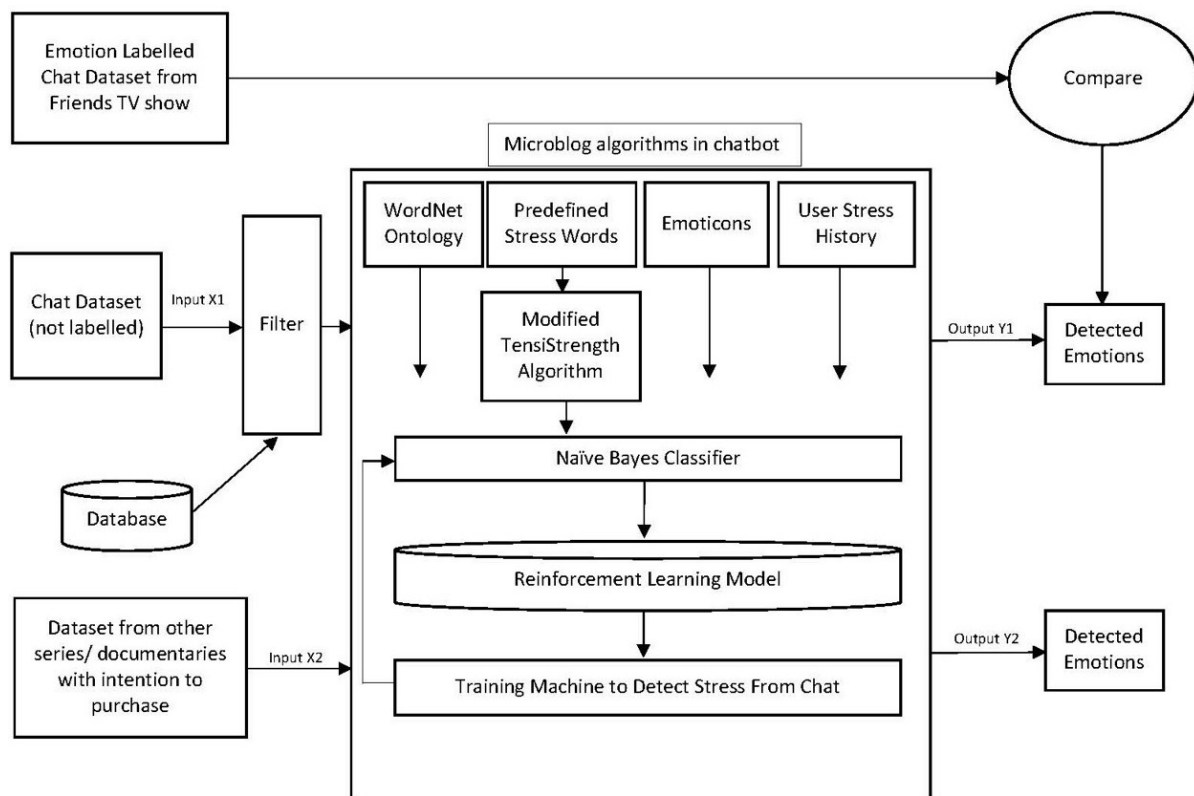 Emotion Labelled
Chat Dataset from
Friends TV show
Compare
Microblog algorithms in chatbot
WordNet
Ontology
Predefined
Stress Words
Emoticons
User Stress
History
Chat Dataset
(not labelled)
Input X1
Filter
Modified
TensiStrength
Algorithm
Output Y1
Detected
Emotions
Naïve Bayes Classifier
Database
Reinforcement Learning Model
Dataset from other
series/ documentaries
with intention to
purchase
Input X2
Training Machine to Detect Stress From Chat
Output Y2
Detected
Emotions